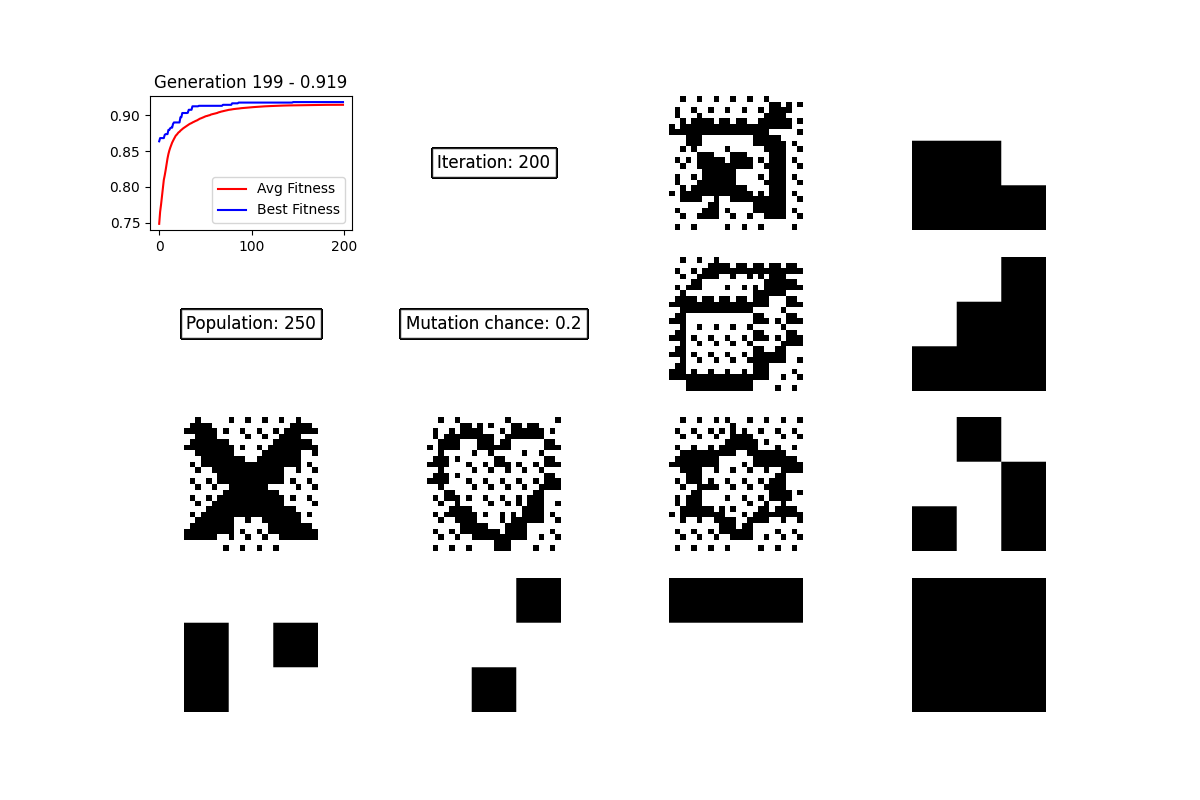 Generation 199 - 0.919
0.90
0.85
0.80
0.75
Avg Fitness
Best Fitness
0
100
200
Iteration: 200
Population: 250
Mutation chance: 0.2